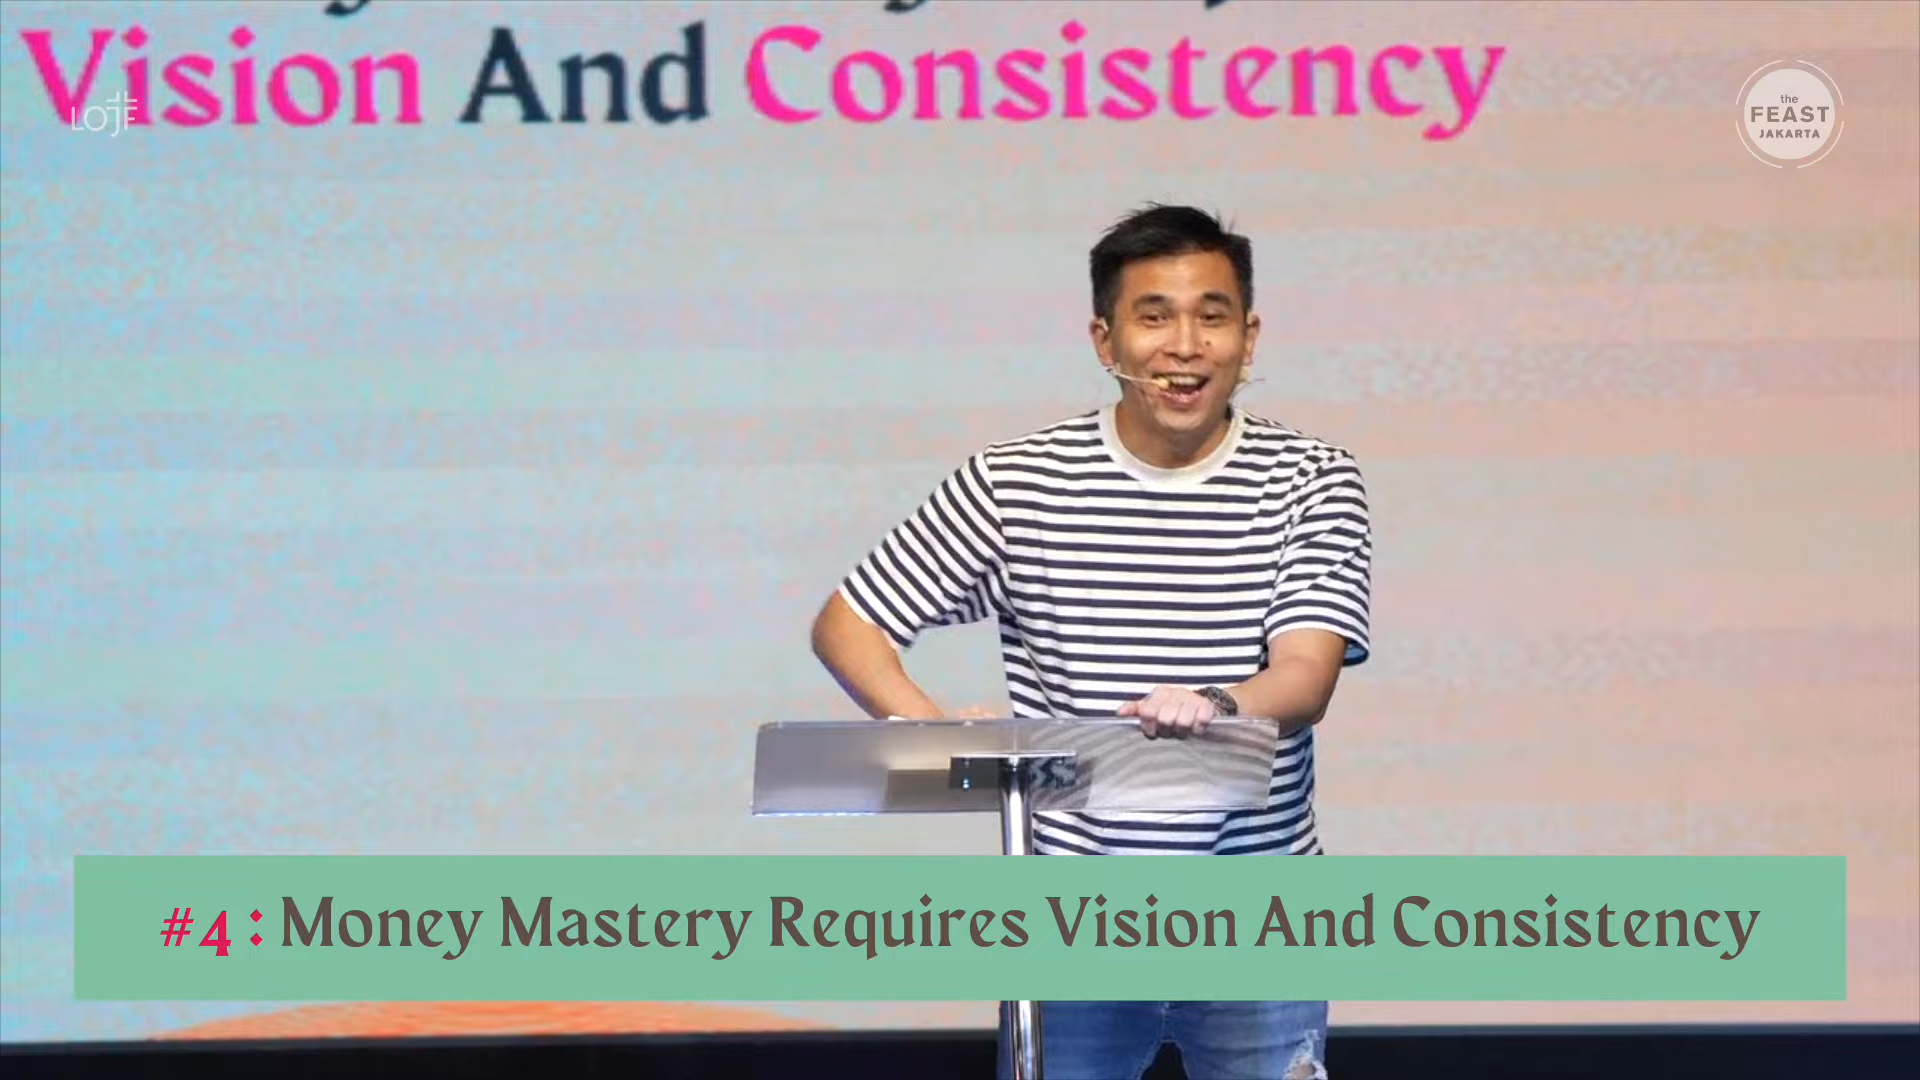 Vision And Consistency
LOJF
the
FEAST
JAKARTA
#4 : Money Mastery Requires Vision And Consistency